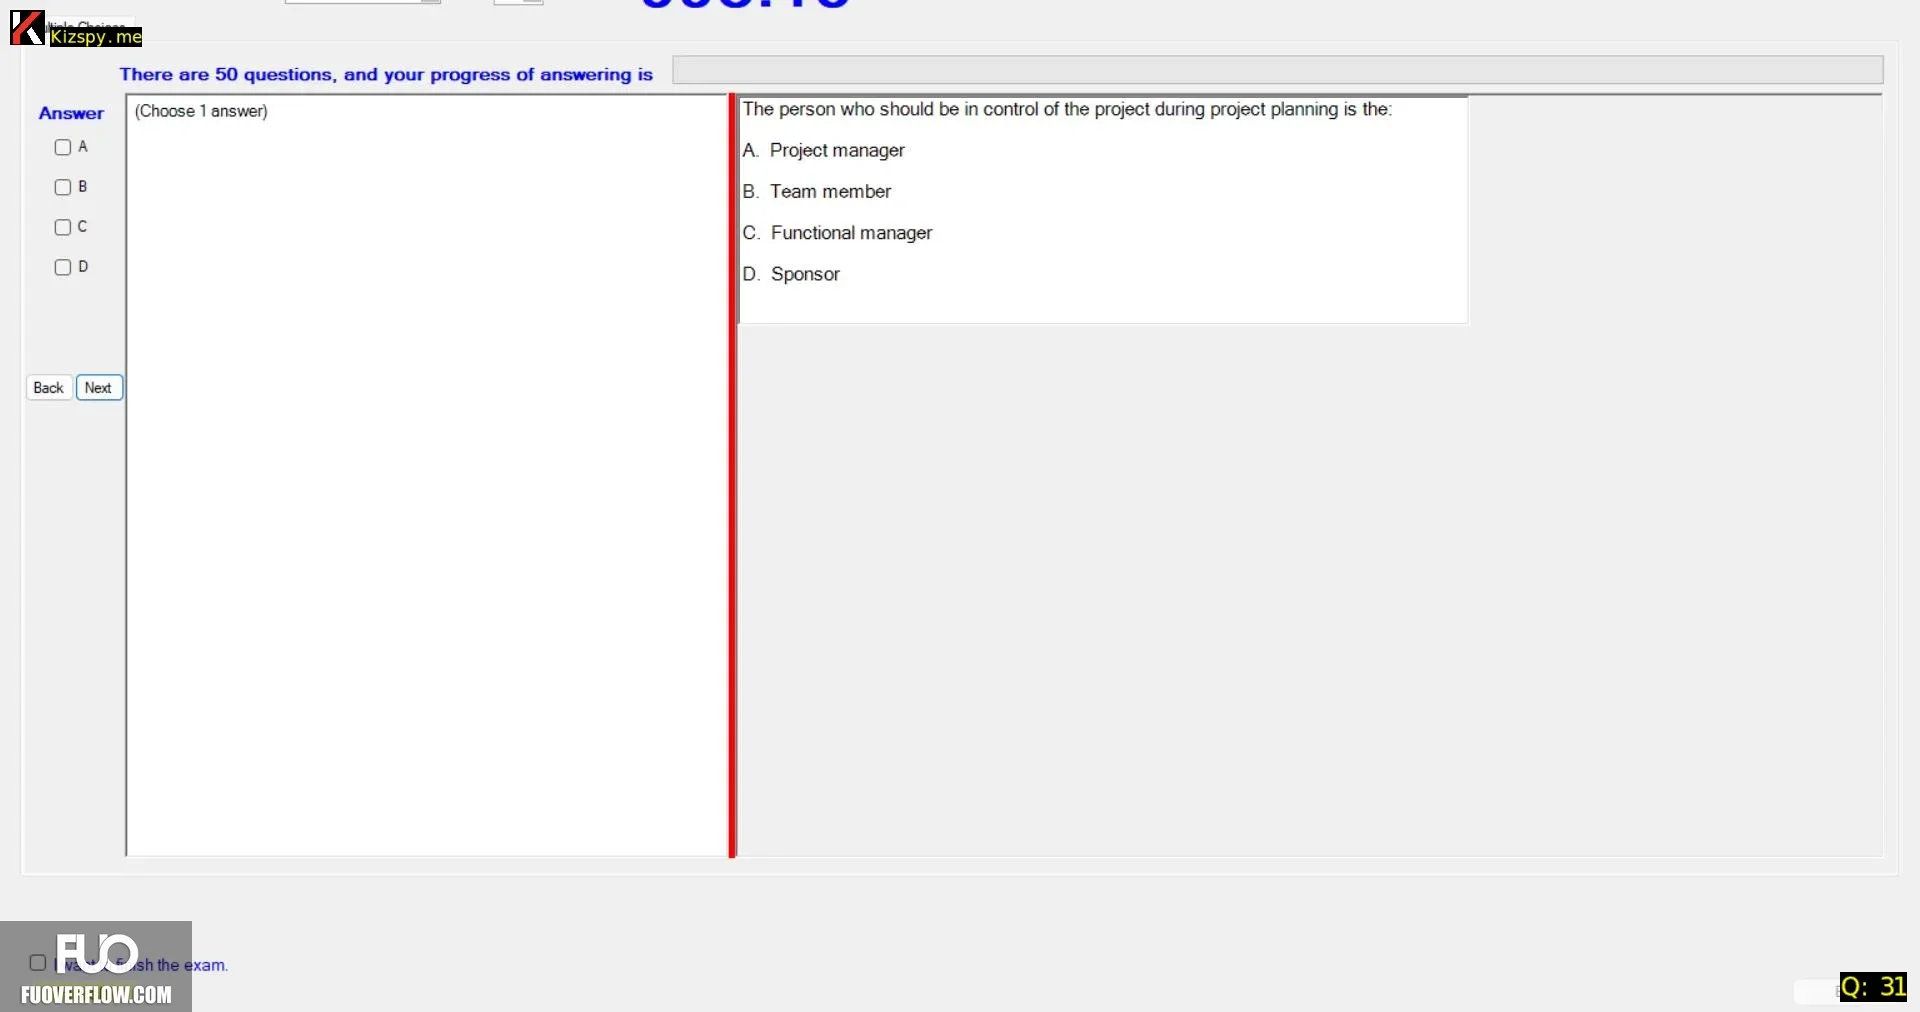 Kizspy.me
There are 50 questions, and your progress of answering is
Answer
(Choose 1 answer)
A
B
C
D
Back
Next
The person who should be in control of the project during project planning is the:
A. Project manager
B. Team member
C. Functional manager
D. Sponsor
FUO
the exam.
FUOVERFLOW.COM
Q: 31